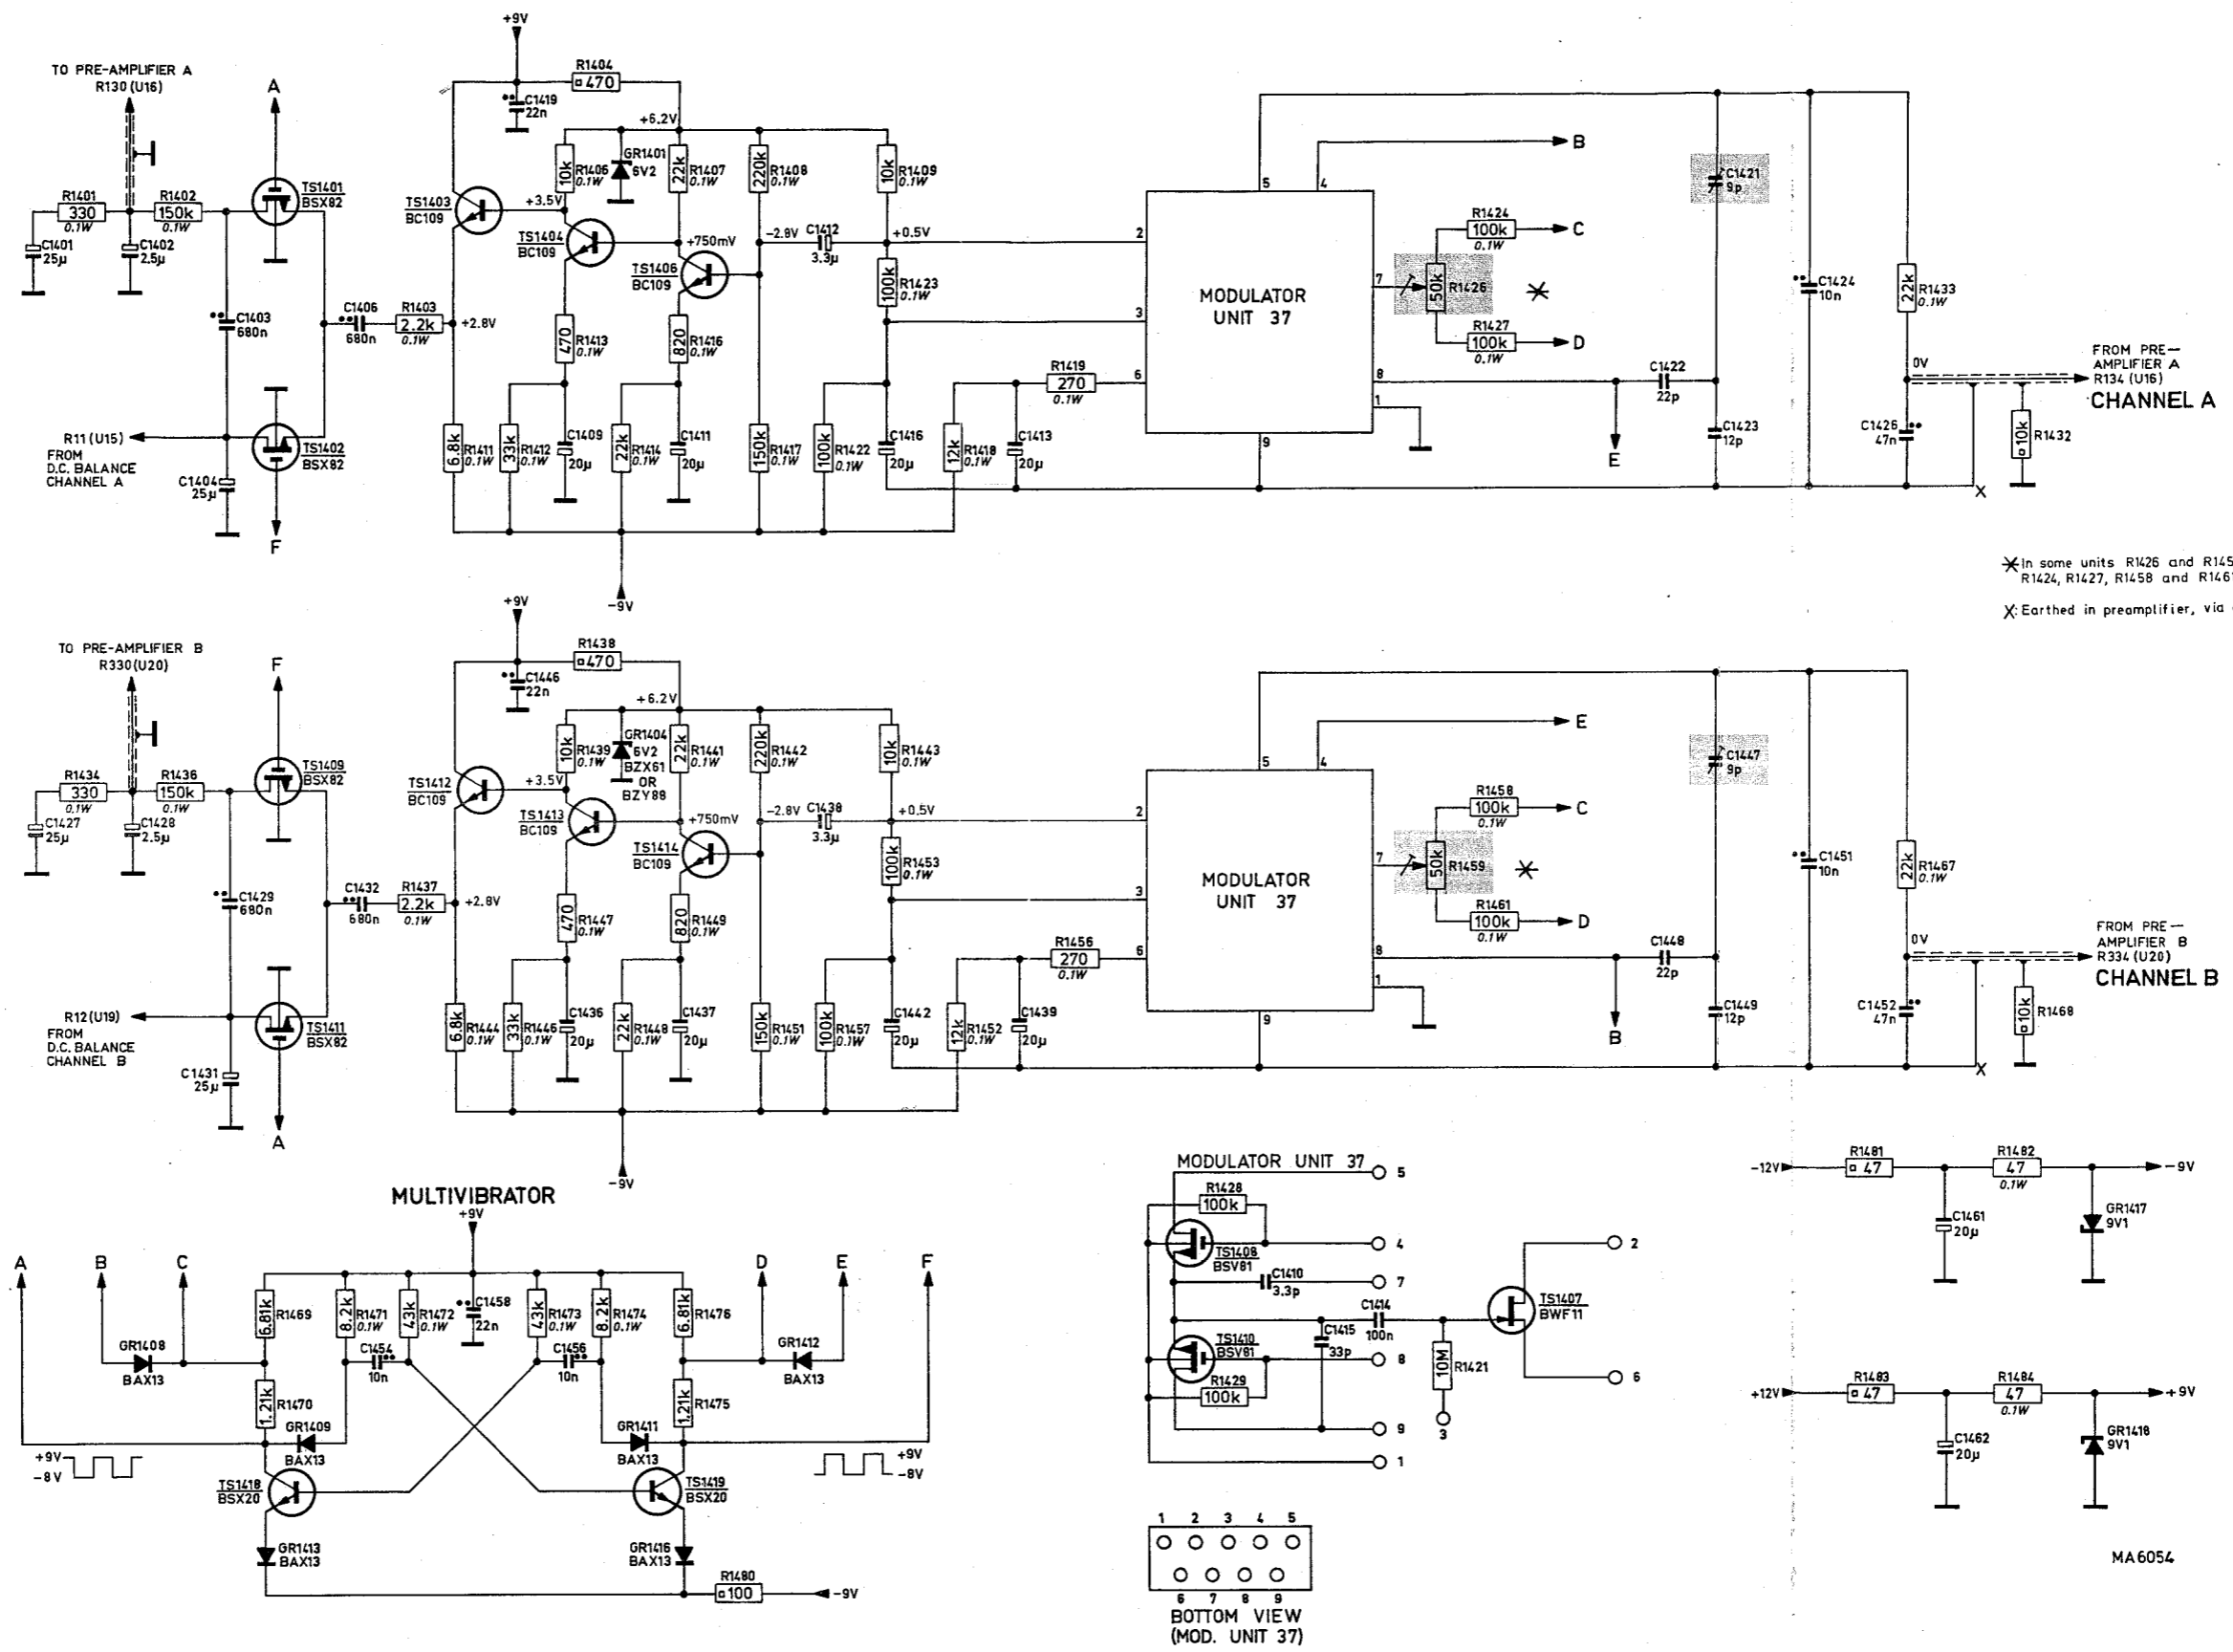 +9V
TO PRE-AMPLIFIER A
R130 (U16)
A
R1401
330
0.1W
R1402
150k
0.1W
TS1401
BSX82
C1401
25µ
C1402
2.5µ
C1403
680n
C1406
680n
R1403
2.2k
0.1W
+2.8V
R11 (U15)
FROM
D.C. BALANCE
CHANNEL A
TS1402
BSX82
C1404
25µ
F
R1404
470
C1419
22n
+6.2V
R1406
10k
0.1W
GR1401
6V2
R1407
22k
0.1W
R1408
220k
0.1W
R1409
10k
0.1W
TS1403
BC109
+3.5V
TS1404
BC109
+750mV
TS1406
BC109
-2.8V
C1412
3.3µ
+0.5V
R1423
100k
0.1W
R1413
470
0.1W
R1416
820
0.1W
R1411
6.8k
0.1W
R1412
33k
0.1W
C1409
20µ
R1414
22k
0.1W
C1411
20µ
R1417
150k
0.1W
R1422
100k
0.1W
C1416
20µ
R1418
12k
0.1W
C1413
20µ
R1419
270
0.1W
-9V
MODULATOR
UNIT 37
5
4
2
3
6
7
8
1
9
B
R1424
100k
0.1W
C
R1426
50k
R1427
100k
0.1W
D
C1421
9p
C1422
22p
C1423
12p
E
C1424
10n
R1433
22k
0.1W
0V
C1426
47n
R1432
10k
X
FROM PRE-
AMPLIFIER A
R134 (U16)
CHANNEL A
In some units R1426 and R145
R1424, R1427, R1458 and R146
X: Earthed in preamplifier, via
+9V
TO PRE-AMPLIFIER B
R330 (U20)
F
R1434
330
0.1W
R1436
150k
0.1W
TS1409
BSX82
C1427
25µ
C1428
2.5µ
C1429
680n
C1432
680n
R1437
2.2k
0.1W
+2.8V
R12 (U19)
FROM
D.C. BALANCE
CHANNEL B
TS1411
BSX82
C1431
25µ
A
R1438
470
C1446
22n
+6.2V
R1439
10k
0.1W
GR1404
6V2
BZX61
OR
BZY88
R1441
22k
0.1W
R1442
220k
0.1W
R1443
10k
0.1W
TS1412
BC109
+3.5V
TS1413
BC109
+750mV
TS1414
BC109
-2.8V
C1438
3.3µ
+0.5V
R1453
100k
0.1W
R1447
470
0.1W
R1449
820
0.1W
R1444
6.8k
0.1W
R1446
33k
0.1W
C1436
20µ
R1448
22k
0.1W
C1437
20µ
R1451
150k
0.1W
R1457
100k
0.1W
C1442
20µ
R1452
12k
0.1W
C1439
20µ
R1456
270
0.1W
-9V
MODULATOR
UNIT 37
5
4
2
3
6
7
8
1
9
E
R1458
100k
0.1W
C
R1459
50k
R1461
100k
0.1W
D
C1447
9p
C1448
22p
C1449
12p
B
C1451
10n
R1467
22k
0.1W
0V
C1452
47n
R1468
10k
X
FROM PRE-
AMPLIFIER B
R334 (U20)
CHANNEL B
MULTIVIBRATOR
+9V
A
B
C
D
E
F
R1469
6.81k
R1471
8.2k
0.1W
R1472
43k
0.1W
C1458
22n
R1473
43k
0.1W
R1474
8.2k
0.1W
R1476
6.81k
GR1408
BAX13
C1454
10n
C1456
10n
GR1412
BAX13
R1470
1.21k
GR1409
BAX13
GR1411
BAX13
R1475
1.21k
+9V
-8V
TS1418
BSX20
TS1419
BSX20
+9V
-8V
GR1413
BAX13
GR1416
BAX13
R1480
100
-9V
MODULATOR UNIT 37
5
R1428
100k
TS1408
BSV81
4
C1410
3.3p
7
C1414
100n
C1415
33p
TS1410
BSV81
8
R1429
100k
9
1
R1421
10M
3
TS1407
BWF11
2
6
1 2 3 4 5
6 7 8 9
BOTTOM VIEW
(MOD. UNIT 37)
-12V
R1481
47
R1482
47
0.1W
-9V
C1461
20µ
GR1417
9V1
+12V
R1483
47
R1484
47
0.1W
+9V
C1462
20µ
GR1418
9V1
MA6054